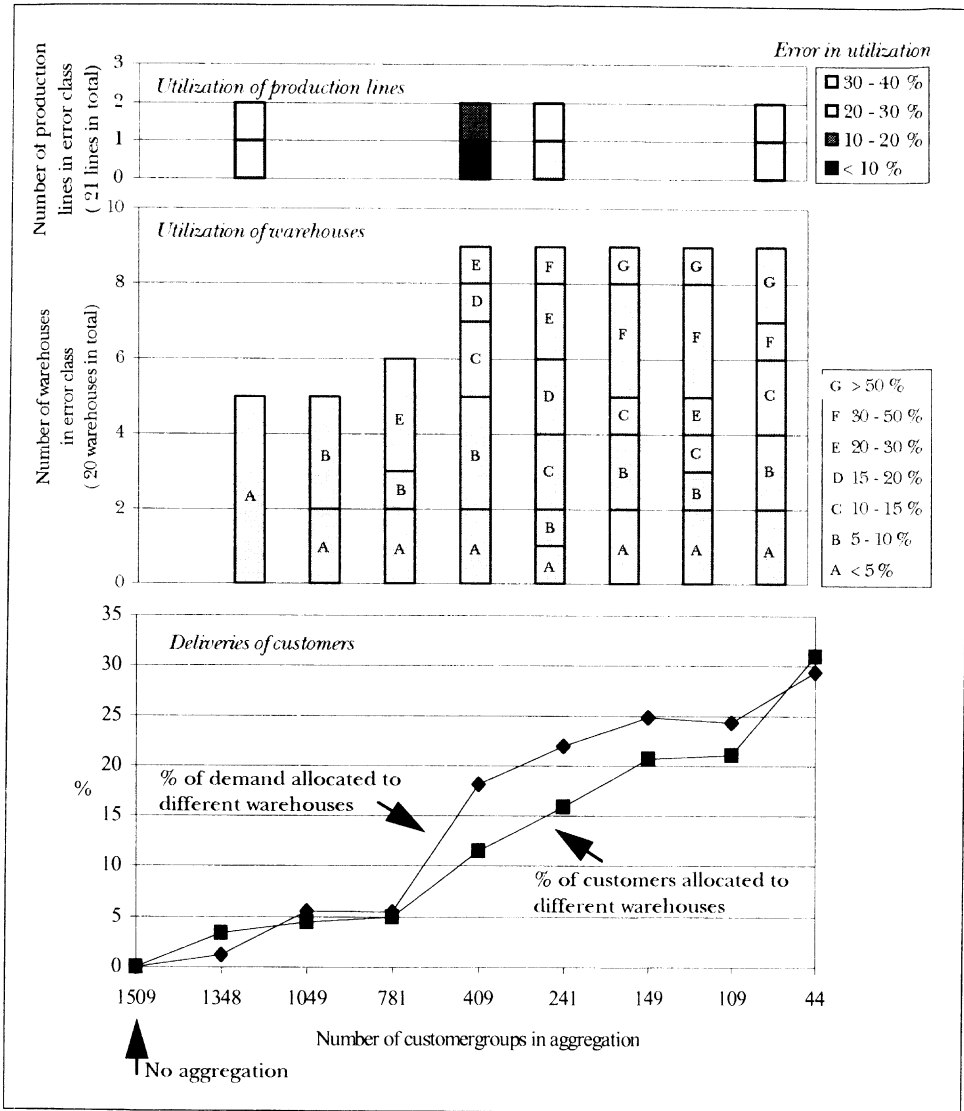 Error in utilization
30 - 40 %
20 - 30 %
10 - 20 %
< 10 %
Number of production
lines in error class
( 21 lines in total)
3
2
1
0
Utilization of production lines
Number of warehouses
in error class
( 20 warehouses in total)
10
8
6
4
2
0
Utilization of warehouses
A
B
A
E
B
A
E
D
C
B
A
F
E
D
C
B
A
G
F
C
B
A
G
F
E
C
B
A
G
F
C
B
A
G > 50 %
F 30 - 50 %
E 20 - 30 %
D 15 - 20 %
C 10 - 15 %
B 5 - 10 %
A < 5 %
35
30
25
20
15
10
5
0
%
Deliveries of customers
% of demand allocated to
different warehouses
% of customers allocated to
different warehouses
1509 1348 1049 781 409 241 149 109 44
Number of customergroups in aggregation
No aggregation